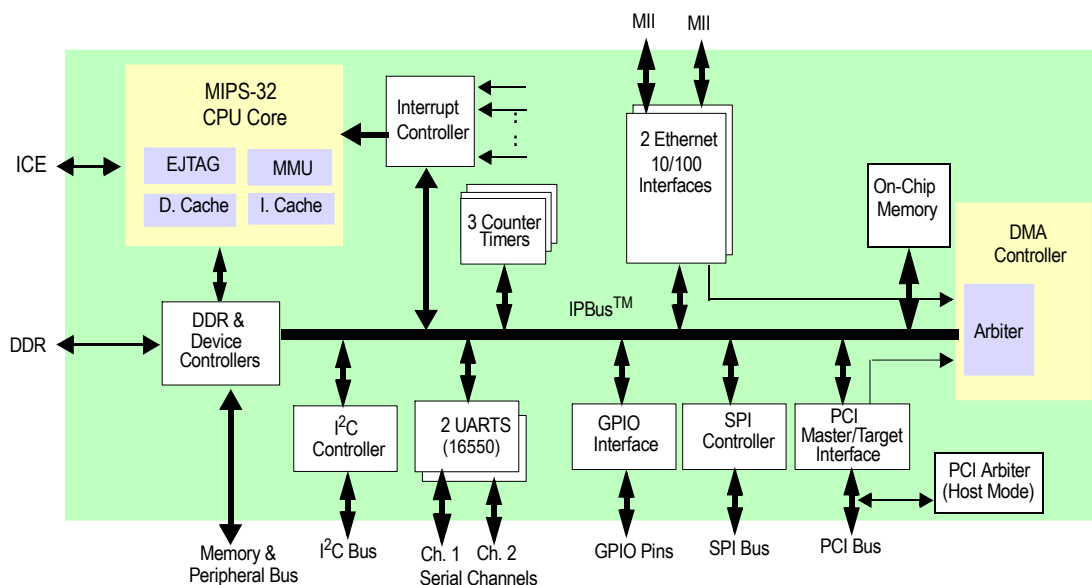 MII
MII
MIPS-32
CPU Core
EJTAG
MMU
D. Cache
I. Cache
ICE
Interrupt
Controller
3 Counter
Timers
2 Ethernet
10/100
Interfaces
On-Chip
Memory
DMA
Controller
Arbiter
IPBus™
DDR
DDR &
Device
Controllers
I²C
Controller
2 UARTS
(16550)
GPIO
Interface
SPI
Controller
PCI
Master/Target
Interface
PCI Arbiter
(Host Mode)
Memory &
Peripheral Bus
I²C Bus
Ch. 1
Ch. 2
Serial Channels
GPIO Pins
SPI Bus
PCI Bus